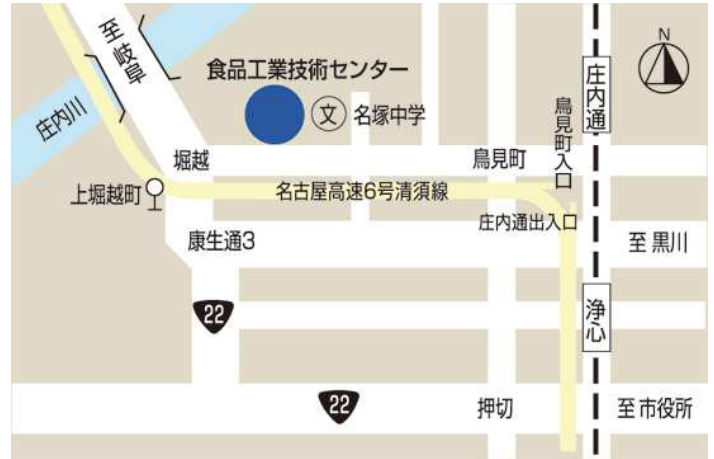 至岐阜
庄内川
食品工業技術センター
文
名塚中学
N
庄内通
鳥見町入口
堀越
鳥見町
上堀越町
名古屋高速6号清須線
庄内通出入口
康生通3
至 黒川
22
浄心
22
押切
至 市役所